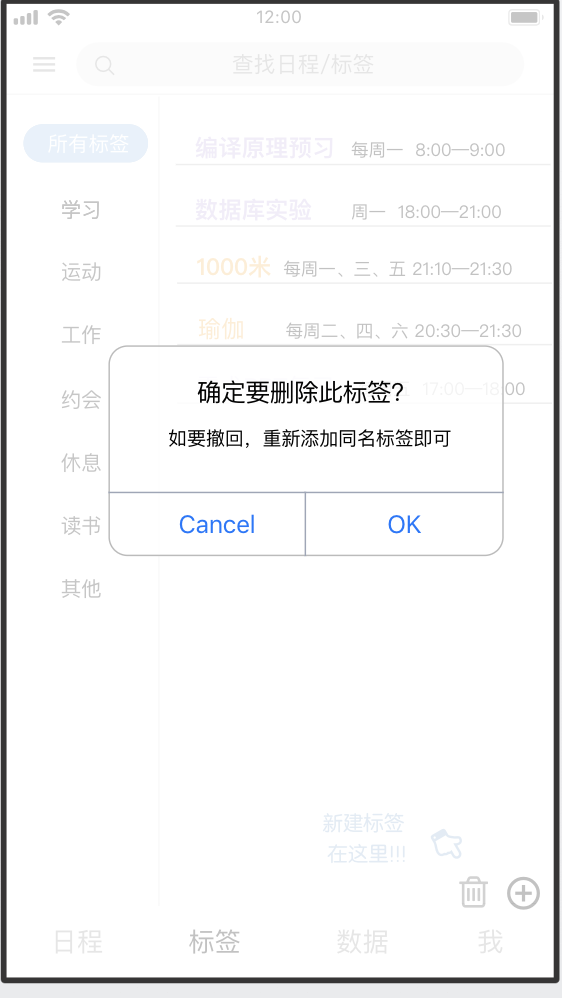 12:00
查找日程/标签
所有标签
学习
运动
工作
约会
休息
读书
其他
编译原理预习 每周一 8:00—9:00
数据库实验 周一 18:00—21:00
1000米 每周一、三、五 21:10—21:30
瑜伽 每周二、四、六 20:30—21:30
17:00—18:00
确定要删除此标签?
如要撤回，重新添加同名标签即可
Cancel OK
新建标签
在这里!!!
日程 标签 数据 我